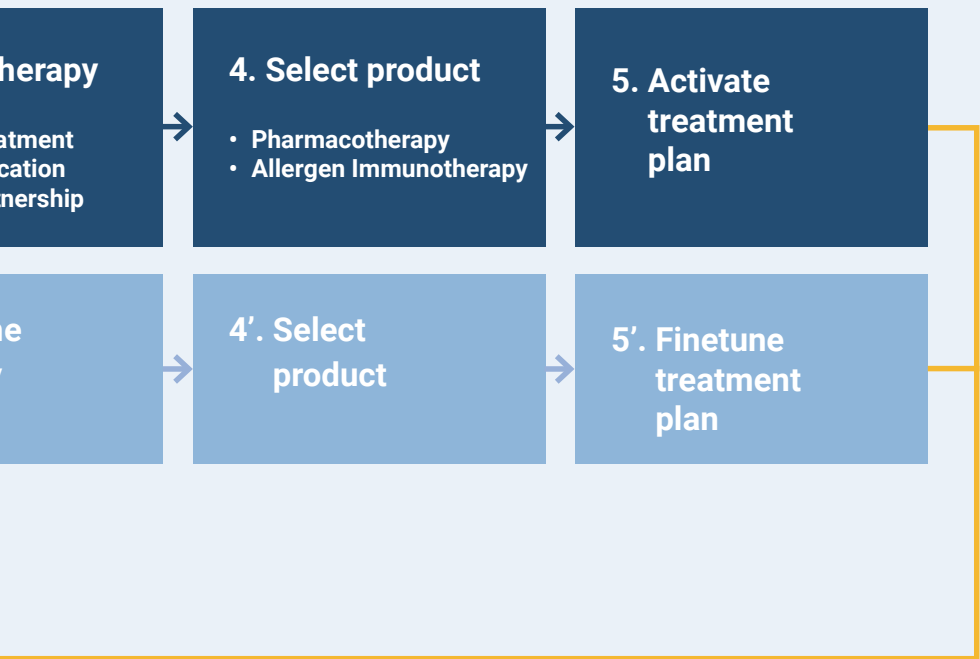 herapy
atment
cation
nership
4. Select product
• Pharmacotherapy
• Allergen Immunotherapy
5. Activate
treatment
plan
ne
4’. Select
product
5’. Finetune
treatment
plan